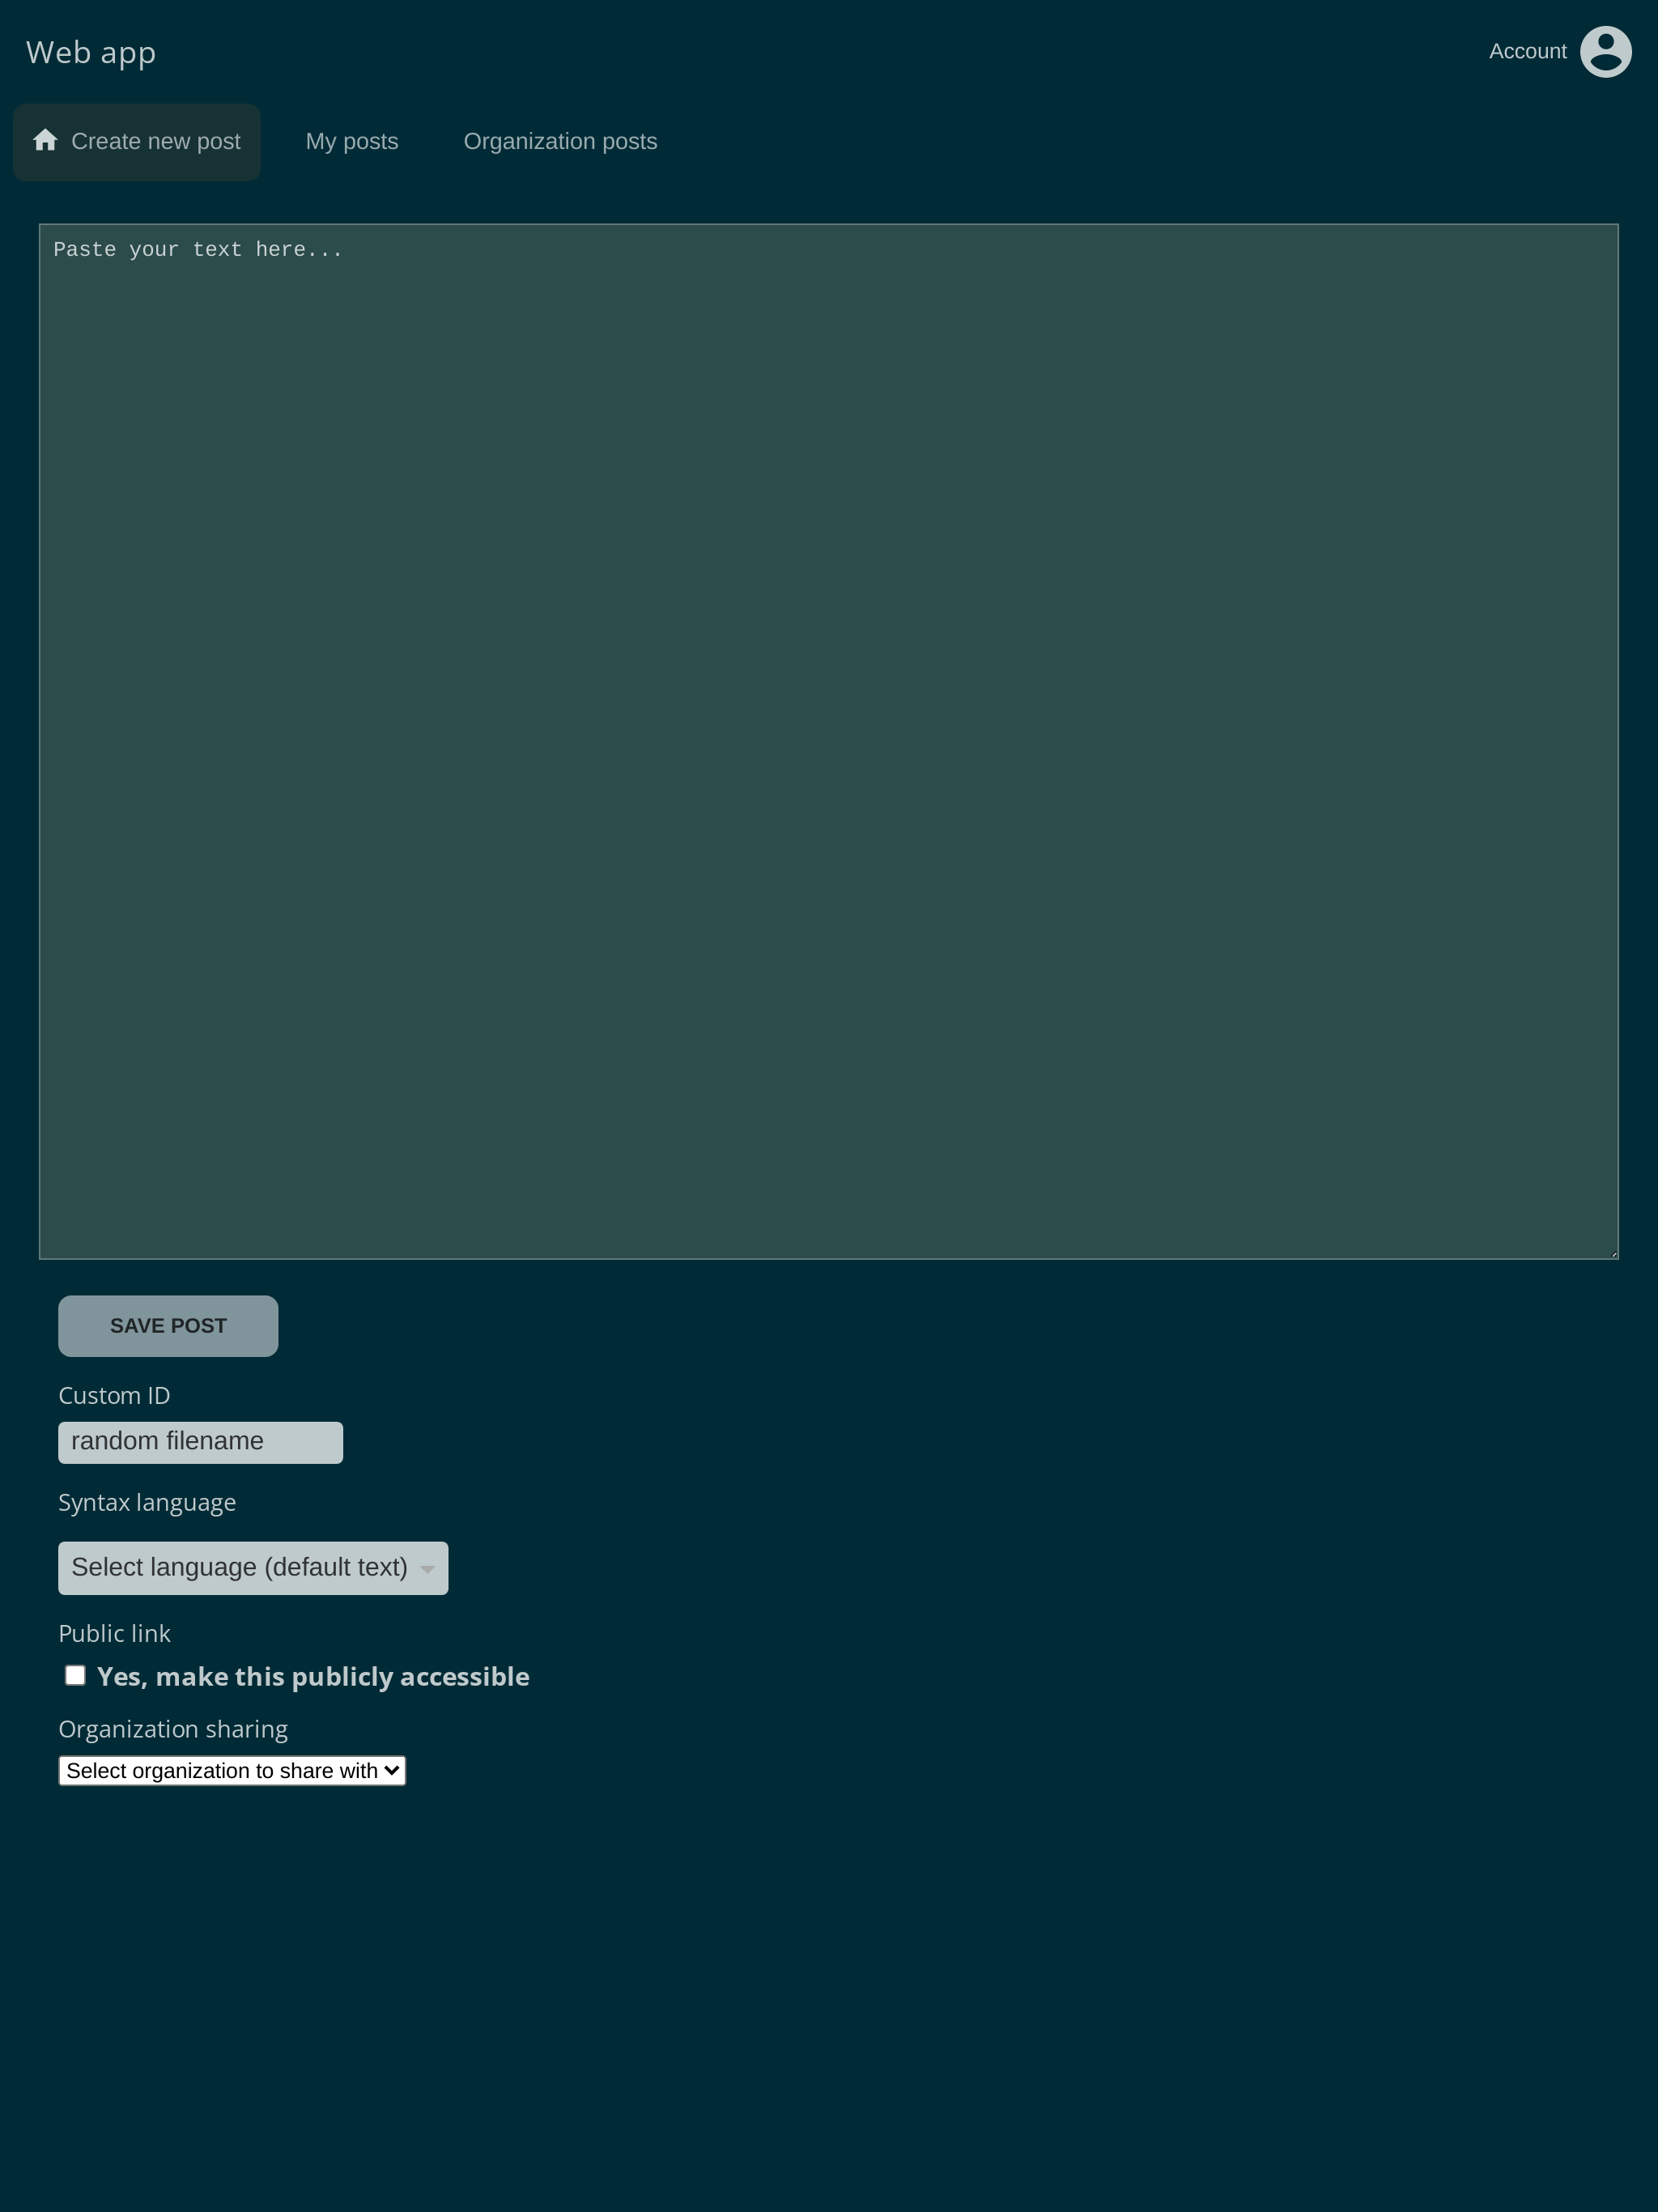 Web app
Account
Create new post
My posts
Organization posts
Paste your text here...
SAVE POST
Custom ID
random filename
Syntax language
Select language (default text)
Public link
Yes, make this publicly accessible
Organization sharing
Select organization to share with